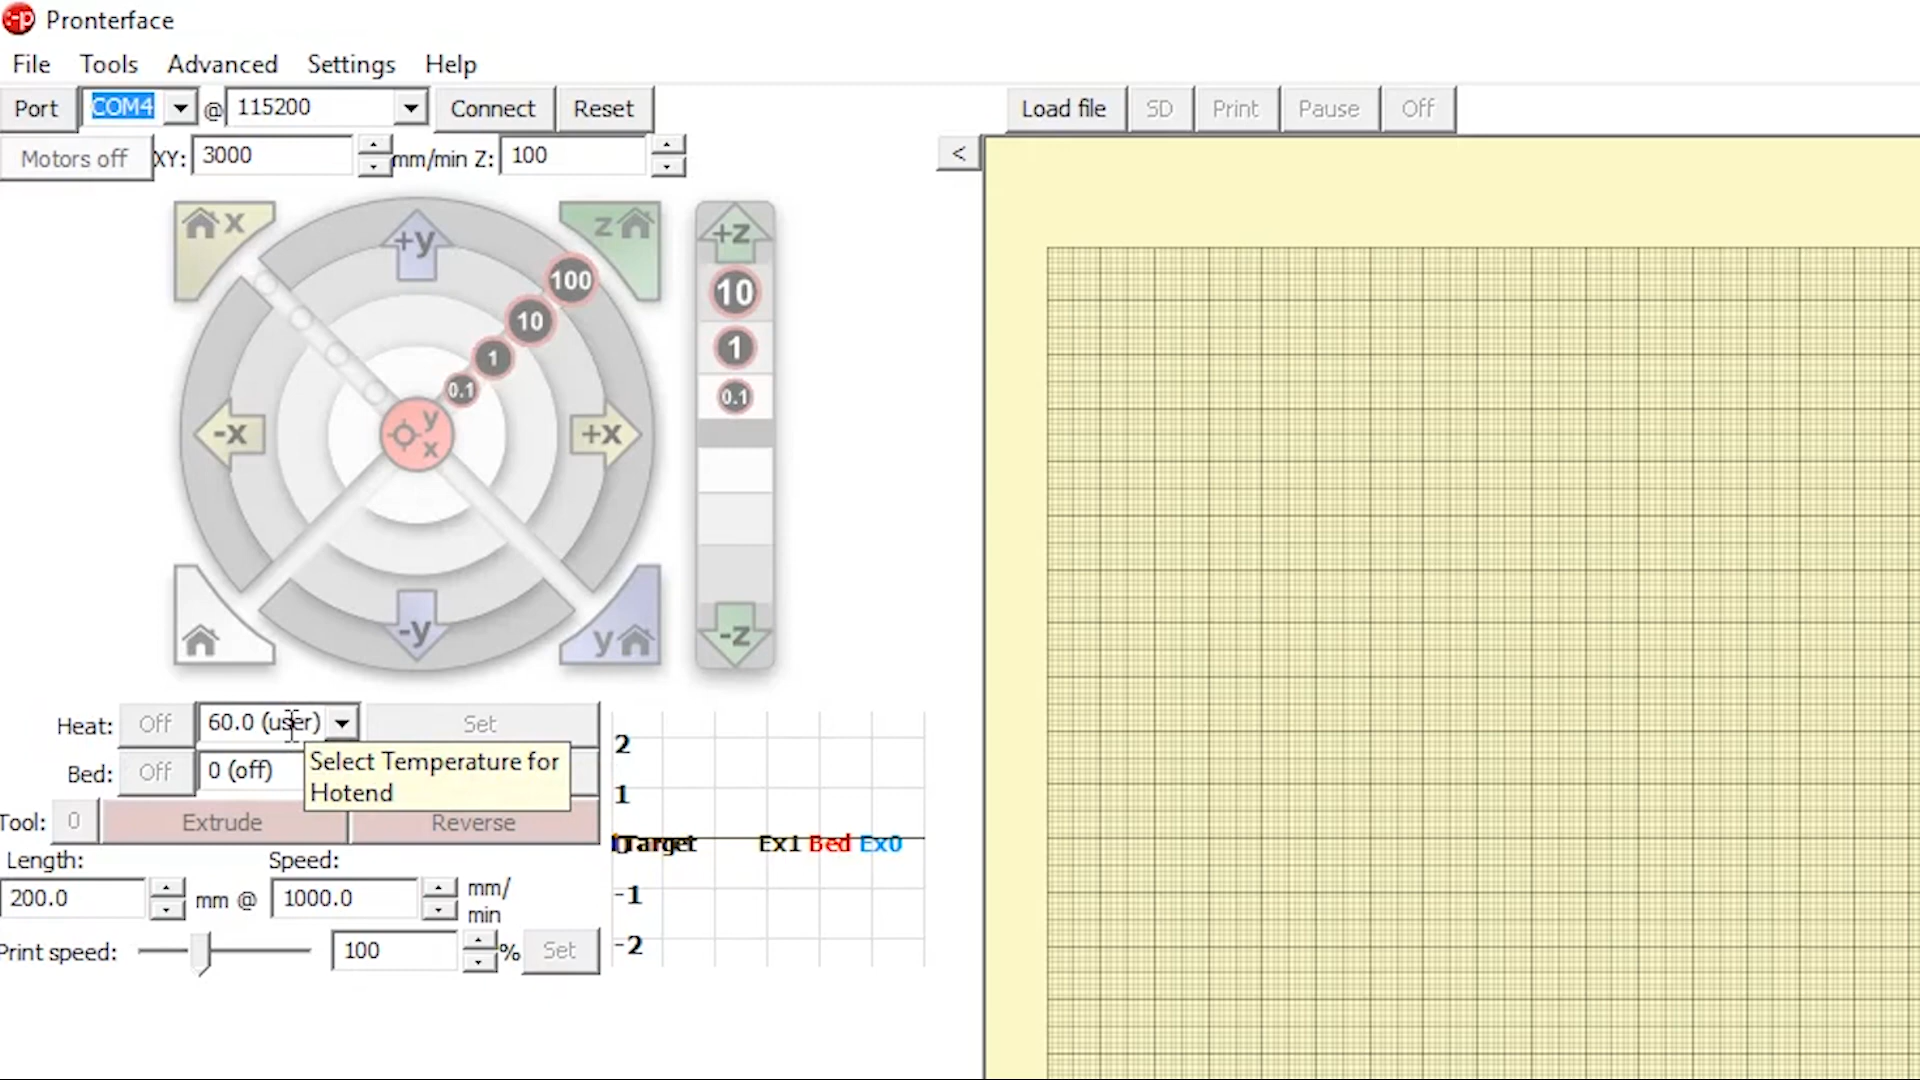 Pronterface
File Tools Advanced Settings Help
Port COM4 @ 115200 Connect Reset Load file SD Print Pause Off
Motors off XY: 3000 mm/min Z: 100 <
x +y z +z
100 10
10 1
1 0.1
0.1
-x y x +x
-y y -z
Heat: Off 60.0 (user) Set
Bed: Off 0 (off)
Select Temperature for
Hotend
Tool: 0 Extrude Reverse
Length: Speed:
200.0 mm @ 1000.0 mm/
min
Print speed: 100 % Set
2
1
Target Ex1 Bed Ex0
-1
-2